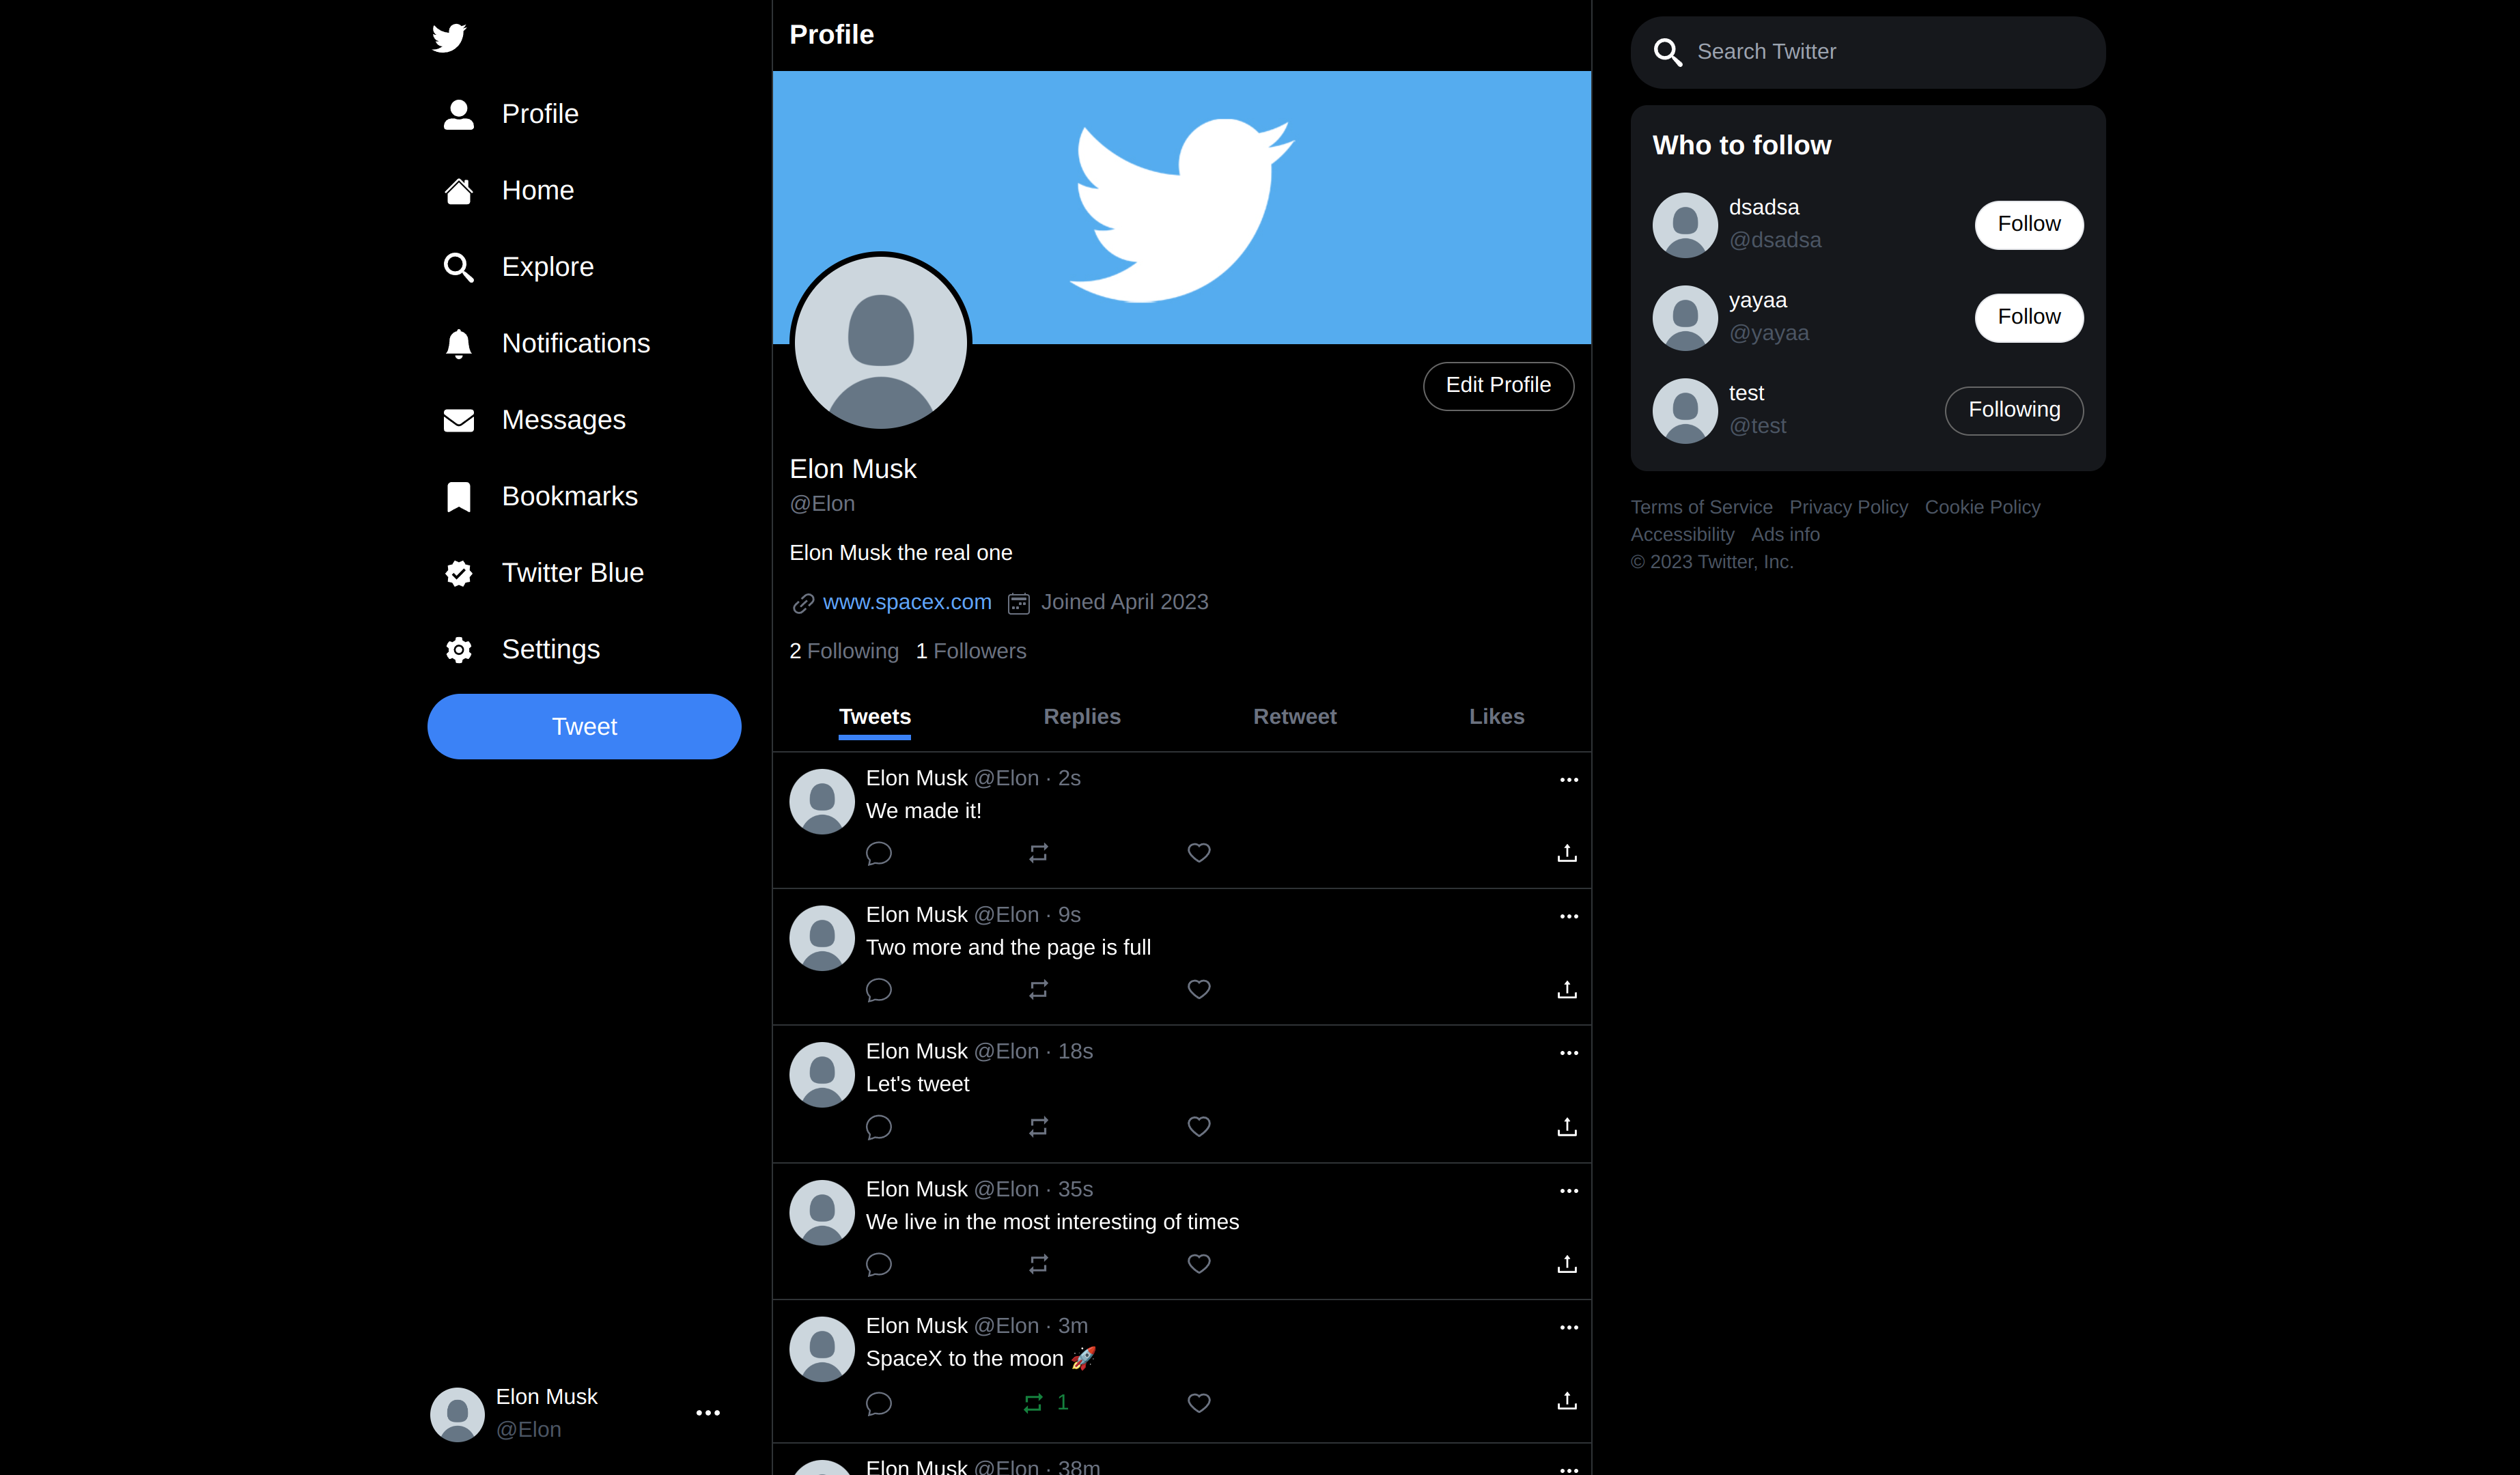 Profile
Home
Explore
Notifications
Messages
Bookmarks
Twitter Blue
Settings
Tweet
Elon Musk
@Elon
Profile
Edit Profile
Elon Musk
@Elon
Elon Musk the real one
www.spacex.com Joined April 2023
2 Following 1 Followers
Tweets Replies Retweet Likes
Elon Musk @Elon · 2s
We made it!
Elon Musk @Elon · 9s
Two more and the page is full
Elon Musk @Elon · 18s
Let's tweet
Elon Musk @Elon · 35s
We live in the most interesting of times
Elon Musk @Elon · 3m
SpaceX to the moon 🚀
1
Elon Musk @Elon · 38m
Search Twitter
Who to follow
dsadsa
@dsadsa
Follow
yayaa
@yayaa
Follow
test
@test
Following
Terms of Service Privacy Policy Cookie Policy
Accessibility Ads info
© 2023 Twitter, Inc.